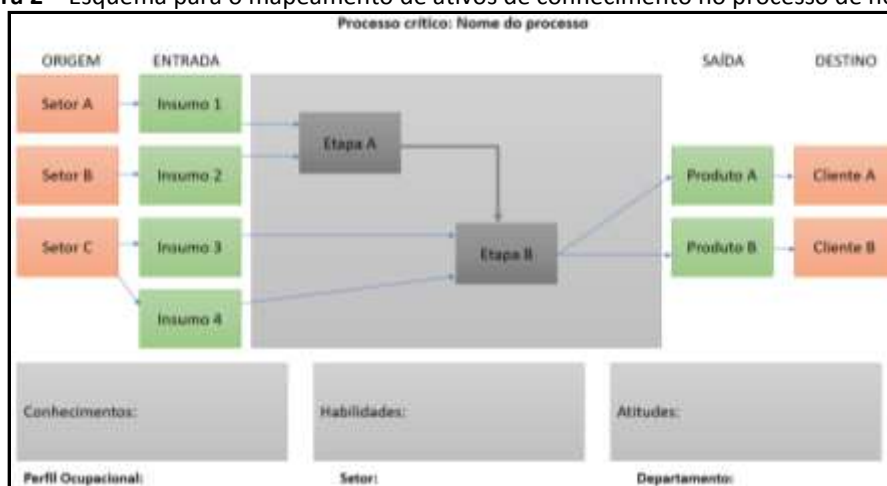 Esquema para o mapeamento de ativos de conhecimento no processo de
Processo crítico: Nome do processo
ORIGEM ENTRADA SAÍDA DESTINO
Setor A Insumo 1
Etapa A
Setor B Insumo 2 Produto A Cliente A
Setor C Insumo 3 Etapa B Produto B Cliente B
Insumo 4
Conhecimentos: Habilidades: Atitudes:
Perfil Ocupacional: Setor: Departamento: